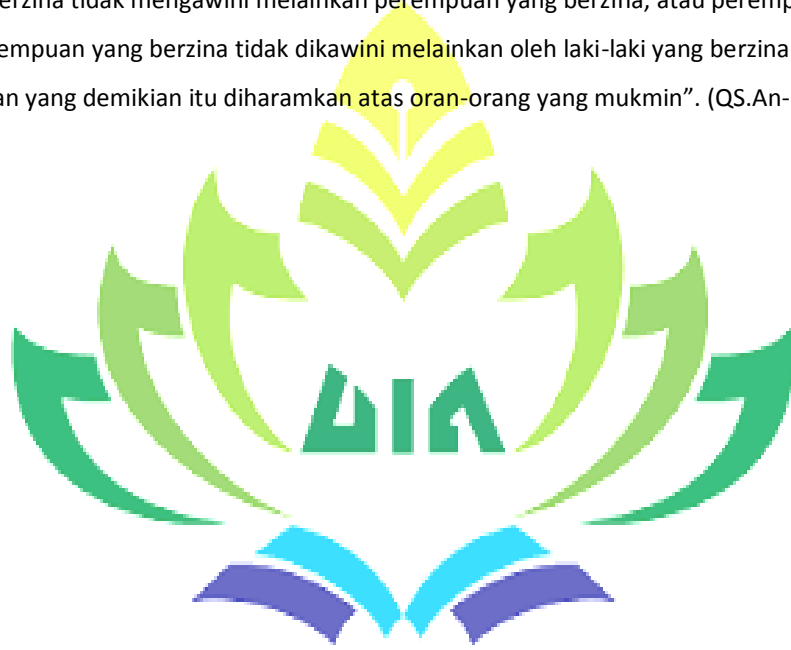 berzina tidak mengawini melainkan perempuan yang berzina, atau peremp
empuan yang berzina tidak dikawini melainkan oleh laki-laki yang berzina
an yang demikian itu diharamkan atas oran-orang yang mukmin”. (QS.An-
UIN